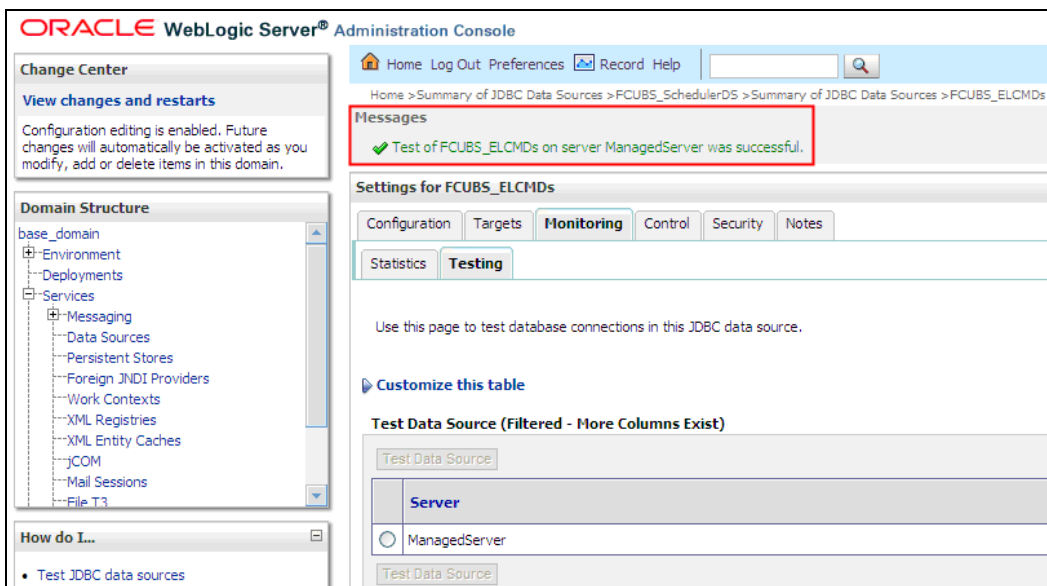 ORACLE WebLogic Server® Administration Console
Change Center
View changes and restarts
Configuration editing is enabled. Future
changes will automatically be activated as you
modify, add or delete items in this domain.
Domain Structure
base_domain
Environment
Deployments
Services
Messaging
Data Sources
Persistent Stores
Foreign JNDI Providers
Work Contexts
XML Registries
XML Entity Caches
jCOM
Mail Sessions
File T3
How do I...
• Test JDBC data sources
Home Log Out Preferences Record Help
Home >Summary of JDBC Data Sources >FCUBS_SchedulerDS >Summary of JDBC Data Sources >FCUBS_ELCMDs
Messages
Test of FCUBS_ELCMDs on server ManagedServer was successful.
Settings for FCUBS_ELCMDs
Configuration Targets Monitoring Control Security Notes
Statistics Testing
Use this page to test database connections in this JDBC data source.
Customize this table
Test Data Source (Filtered - More Columns Exist)
Test Data Source
Server
ManagedServer
Test Data Source